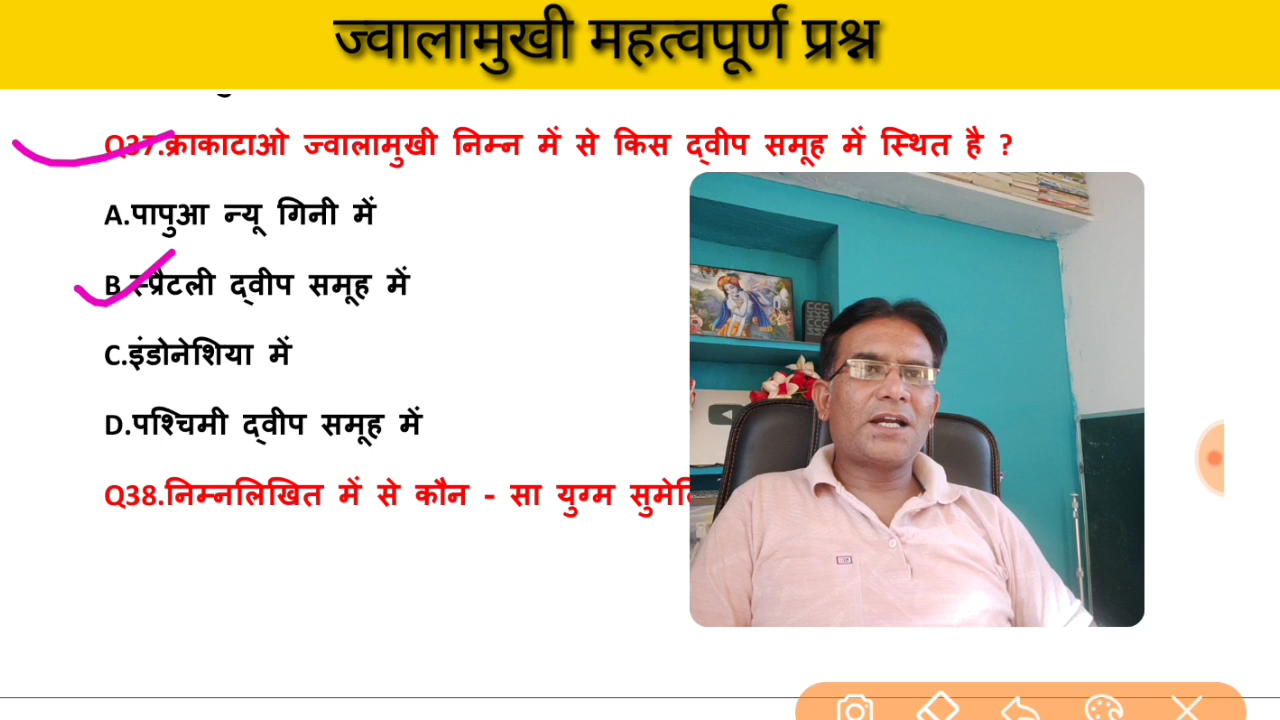 ज्वालामुखी महत्वपूर्ण प्रश्न
Q37.क्राकाटाओ ज्वालामुखी निम्न में से किस द्वीप समूह में स्थित है ?
A.पापुआ न्यू गिनी में
B.स्प्रैटली द्वीप समूह में
C.इंडोनेशिया में
D.पश्चिमी द्वीप समूह में
Q38.निम्नलिखित में से कौन - सा युग्म